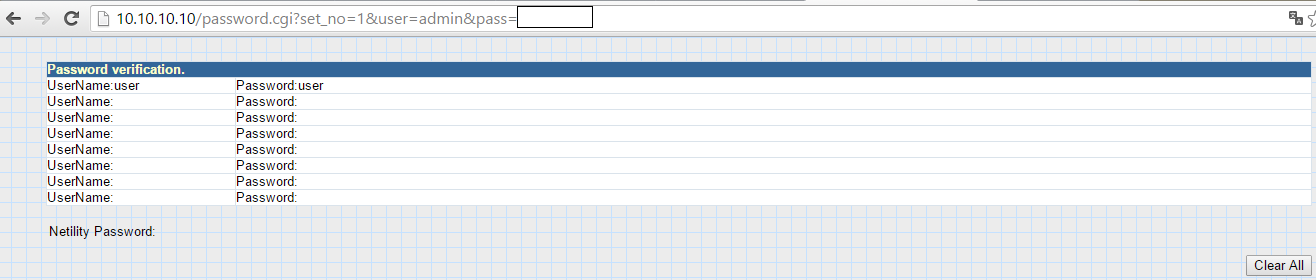 10.10.10.10/password.cgi?set_no=1&user=admin&pass=
Password verification.
UserName:user Password:user
UserName: Password:
UserName: Password:
UserName: Password:
UserName: Password:
UserName: Password:
UserName: Password:
UserName: Password:
Netility Password:
Clear All